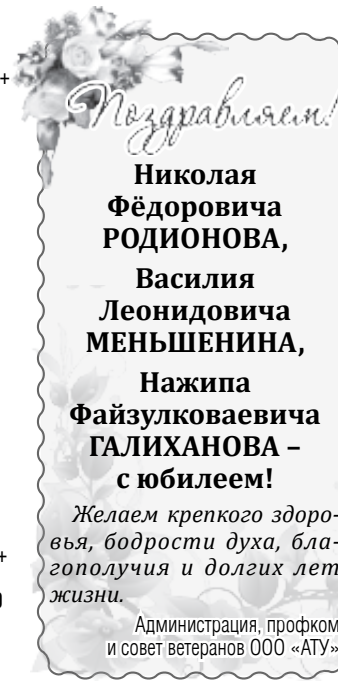 Поздравляем!
Николая
Фёдоровича
РОДИОНОВА,
Василия
Леонидовича
МЕНЬШЕНИНА,
Нажипа
Файзулковаевича
ГАЛИХАНОВА –
с юбилеем!
Желаем крепкого здоро-
вья, бодрости духа, бла-
гополучия и долгих лет
жизни.
Администрация, профком
и совет ветеранов ООО «АТУ»